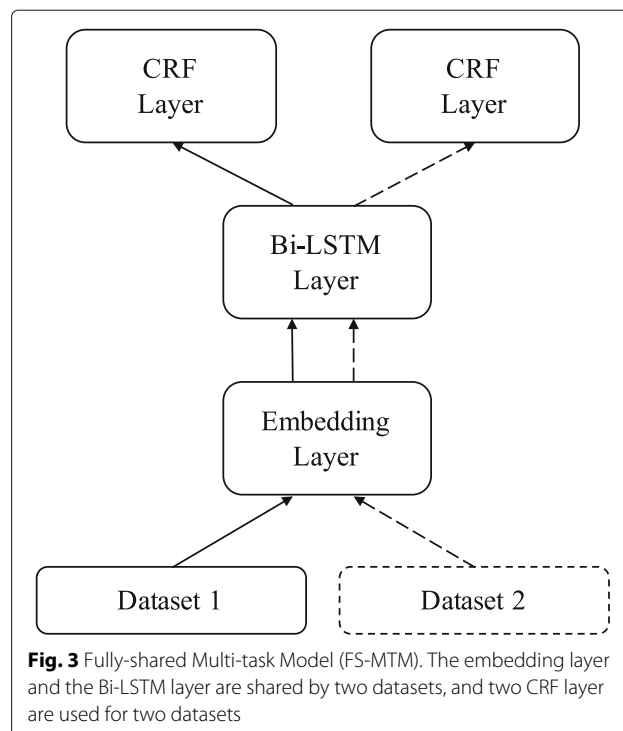 CRF
Layer
CRF
Layer
Bi-LSTM
Layer
Embedding
Layer
Dataset 1
Dataset 2
Fig. 3 Fully-shared Multi-task Model (FS-MTM). The embedding layer
and the Bi-LSTM layer are shared by two datasets, and two CRF layer
are used for two datasets